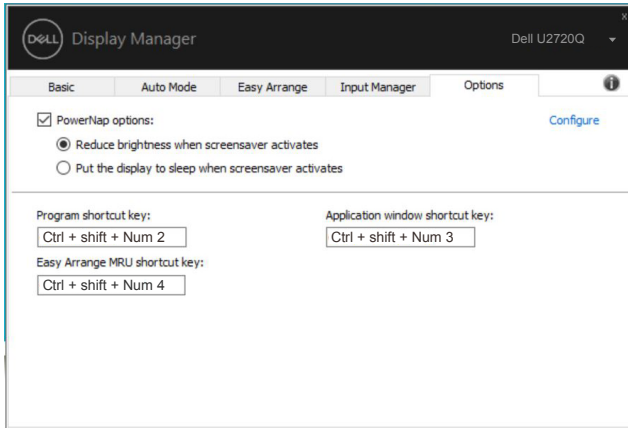 x
DELL Display Manager Dell U2720Q
Basic Auto Mode Easy Arrange Input Manager Options
PowerNap options: Configure
Reduce brightness when screensaver activates
Put the display to sleep when screensaver activates
Program shortcut key: Application window shortcut key:
Ctrl + shift + Num 2 Ctrl + shift + Num 3
Easy Arrange MRU shortcut key:
Ctrl + shift + Num 4